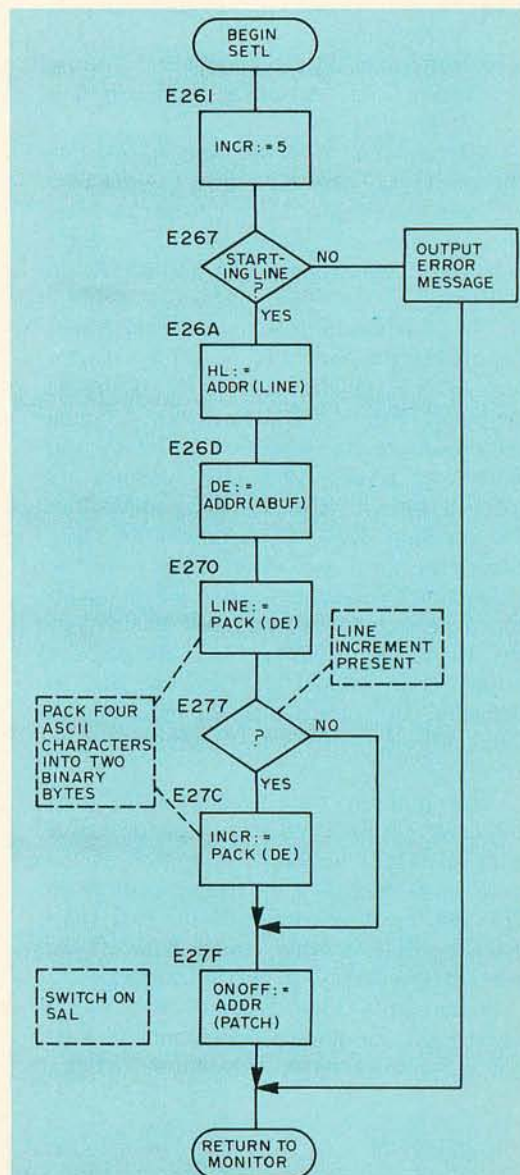 BEGIN
SETL
E261
INCR:=5
E267
START-
ING LINE
?
NO
OUTPUT
ERROR
MESSAGE
YES
E26A
HL:=
ADDR(LINE)
E26D
DE:=
ADDR(ABUF)
E270
LINE:=
PACK(DE)
LINE
INCREMENT
PRESENT
PACK FOUR
ASCII
CHARACTERS
INTO TWO
BINARY
BYTES
E277
?
NO
YES
E27C
INCR:=
PACK (DE)
E27F
SWITCH ON
SAL
ONOFF:=
ADDR
(PATCH)
RETURN TO
MONITOR